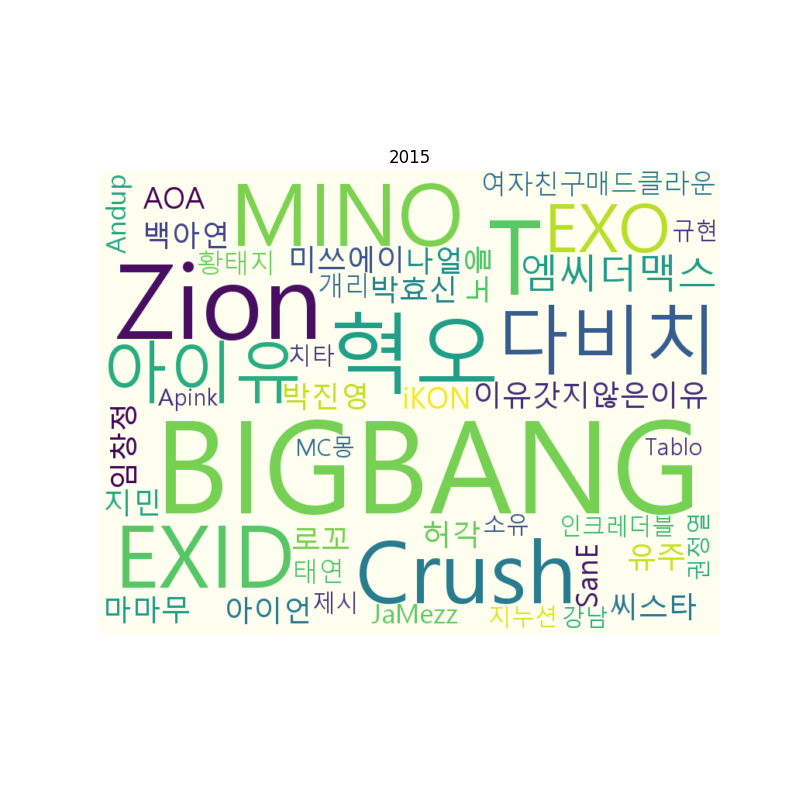 2015
Andup
AOA
MINO
여자친구
매드클라운
백아연
T
EXO
규현
황태지
미쓰에이
나얼
노을
엠씨더맥스
Zion
개리
박효신
혁오
다비치
아이유
치타
Apink
박진영
iKON
이유갓지않은이유
임창정
BIGBANG
MC몽
Tablo
지민
EXID
로꼬
허각
소유
인크레더블
권정열
태연
Crush
SanE
유주
마마무
아이언
제시
JaMezz
지누션
강남
씨스타